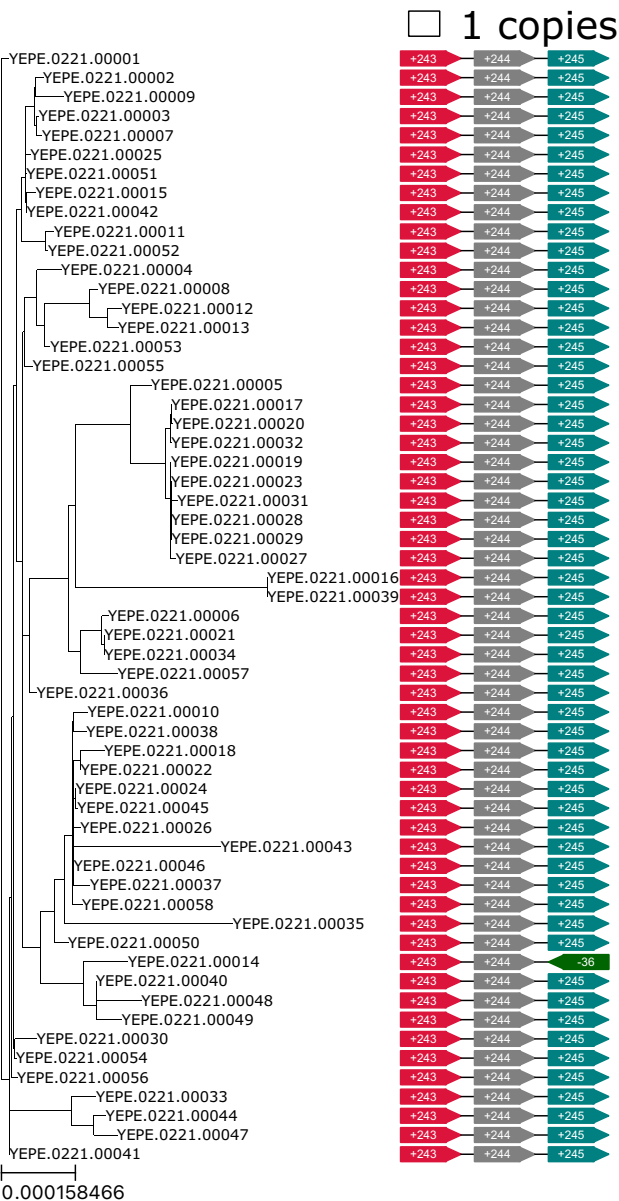 1 copies
YEPE.0221.00001 +243 +244 +245
YEPE.0221.00002 +243 +244 +245
YEPE.0221.00009 +243 +244 +245
YEPE.0221.00003 +243 +244 +245
YEPE.0221.00007 +243 +244 +245
YEPE.0221.00025 +243 +244 +245
YEPE.0221.00051 +243 +244 +245
YEPE.0221.00015 +243 +244 +245
YEPE.0221.00042 +243 +244 +245
YEPE.0221.00011 +243 +244 +245
YEPE.0221.00052 +243 +244 +245
YEPE.0221.00004 +243 +244 +245
YEPE.0221.00008 +243 +244 +245
YEPE.0221.00012 +243 +244 +245
YEPE.0221.00013 +243 +244 +245
YEPE.0221.00053 +243 +244 +245
YEPE.0221.00055 +243 +244 +245
YEPE.0221.00005 +243 +244 +245
YEPE.0221.00017 +243 +244 +245
YEPE.0221.00020 +243 +244 +245
YEPE.0221.00032 +243 +244 +245
YEPE.0221.00019 +243 +244 +245
YEPE.0221.00023 +243 +244 +245
YEPE.0221.00031 +243 +244 +245
YEPE.0221.00028 +243 +244 +245
YEPE.0221.00029 +243 +244 +245
YEPE.0221.00027 +243 +244 +245
YEPE.0221.00016 +243 +244 +245
YEPE.0221.00039 +243 +244 +245
YEPE.0221.00006 +243 +244 +245
YEPE.0221.00021 +243 +244 +245
YEPE.0221.00034 +243 +244 +245
YEPE.0221.00057 +243 +244 +245
YEPE.0221.00036 +243 +244 +245
YEPE.0221.00010 +243 +244 +245
YEPE.0221.00038 +243 +244 +245
YEPE.0221.00018 +243 +244 +245
YEPE.0221.00022 +243 +244 +245
YEPE.0221.00024 +243 +244 +245
YEPE.0221.00045 +243 +244 +245
YEPE.0221.00026 +243 +244 +245
YEPE.0221.00043 +243 +244 +245
YEPE.0221.00046 +243 +244 +245
YEPE.0221.00037 +243 +244 +245
YEPE.0221.00058 +243 +244 +245
YEPE.0221.00035 +243 +244 +245
YEPE.0221.00050 +243 +244 +245
YEPE.0221.00014 +243 +244 -36
YEPE.0221.00040 +243 +244 +245
YEPE.0221.00048 +243 +244 +245
YEPE.0221.00049 +243 +244 +245
YEPE.0221.00030 +243 +244 +245
YEPE.0221.00054 +243 +244 +245
YEPE.0221.00056 +243 +244 +245
YEPE.0221.00033 +243 +244 +245
YEPE.0221.00044 +243 +244 +245
YEPE.0221.00047 +243 +244 +245
YEPE.0221.00041 +243 +244 +245
0.000158466